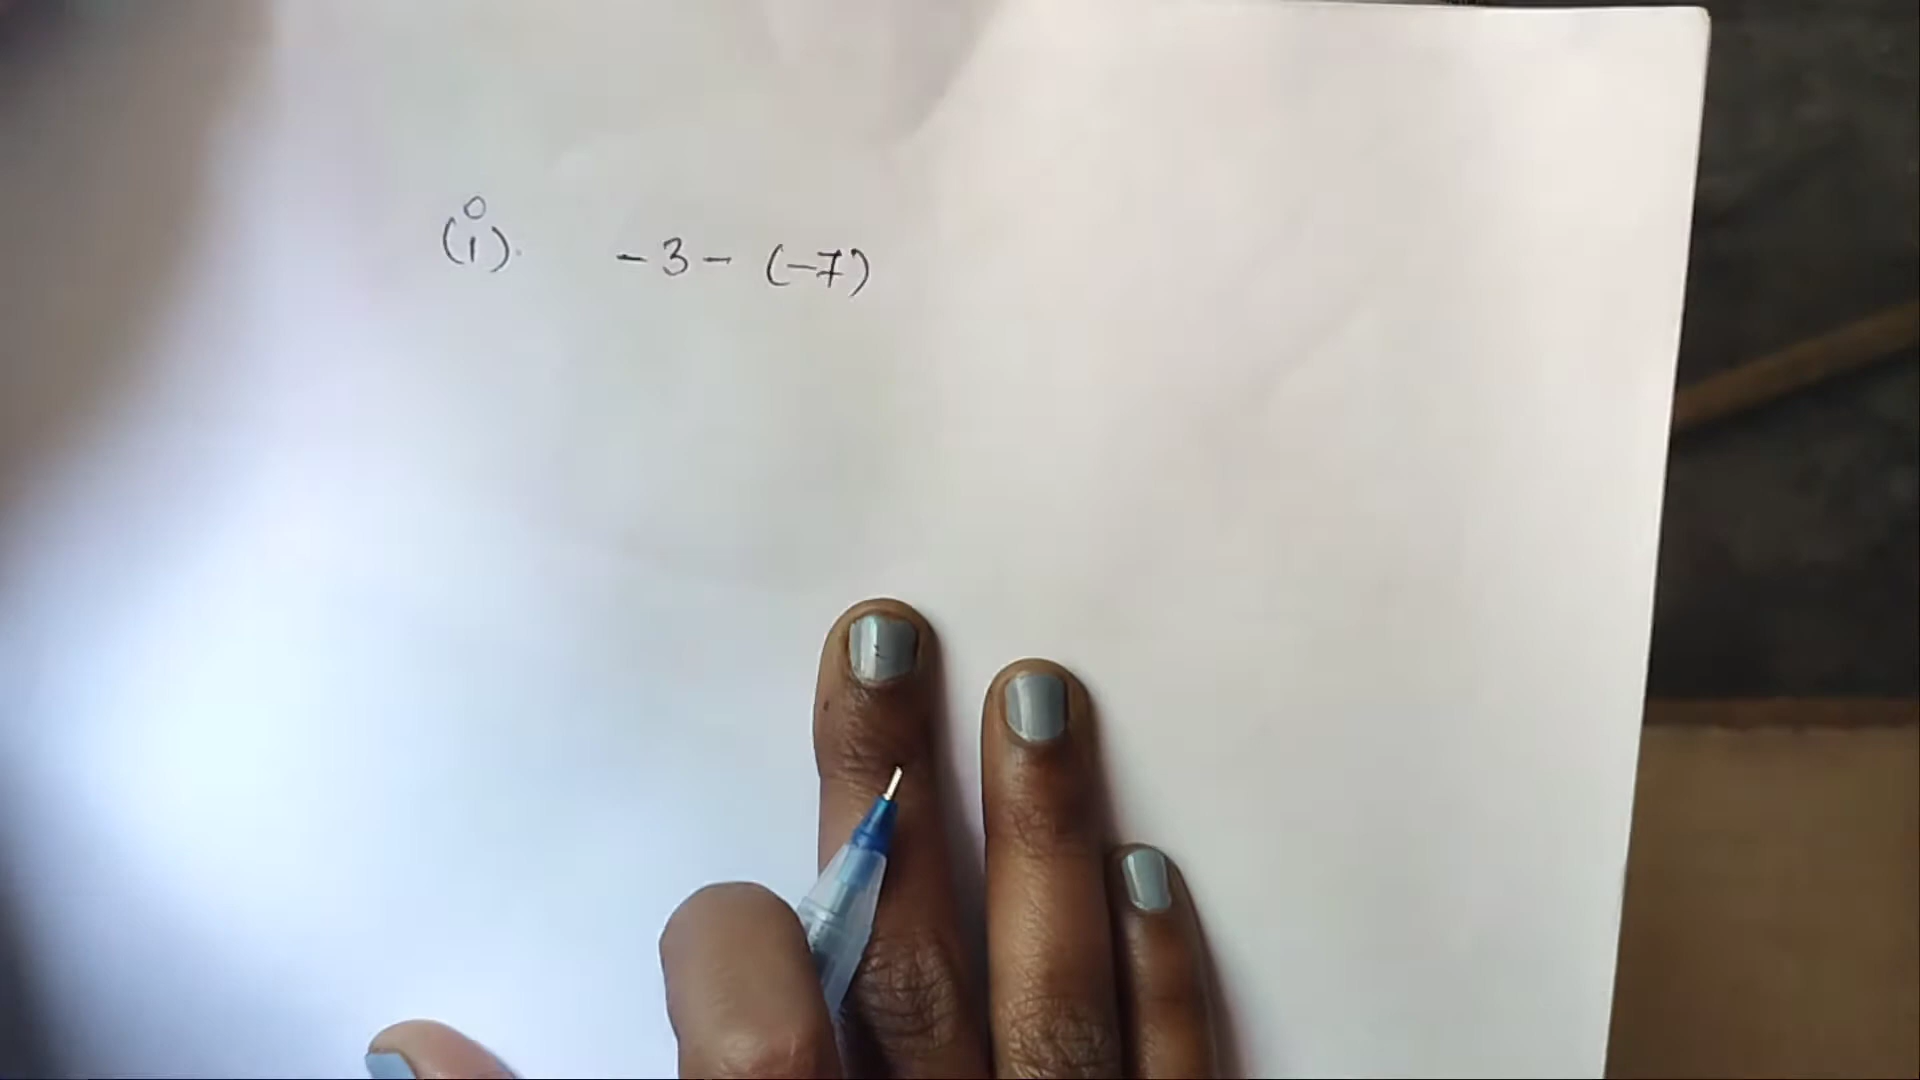 (i). -3- (-7)